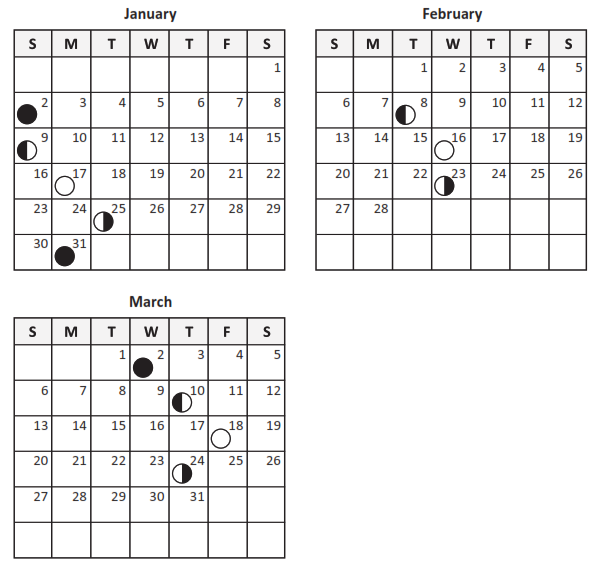 January
S M T W T F S
1
2 3 4 5 6 7 8
9 10 11 12 13 14 15
16 17 18 19 20 21 22
23 24 25 26 27 28 29
30 31
February
S M T W T F S
1 2 3 4 5
6 7 8 9 10 11 12
13 14 15 16 17 18 19
20 21 22 23 24 25 26
27 28
March
S M T W T F S
1 2 3 4 5
6 7 8 9 10 11 12
13 14 15 16 17 18 19
20 21 22 23 24 25 26
27 28 29 30 31